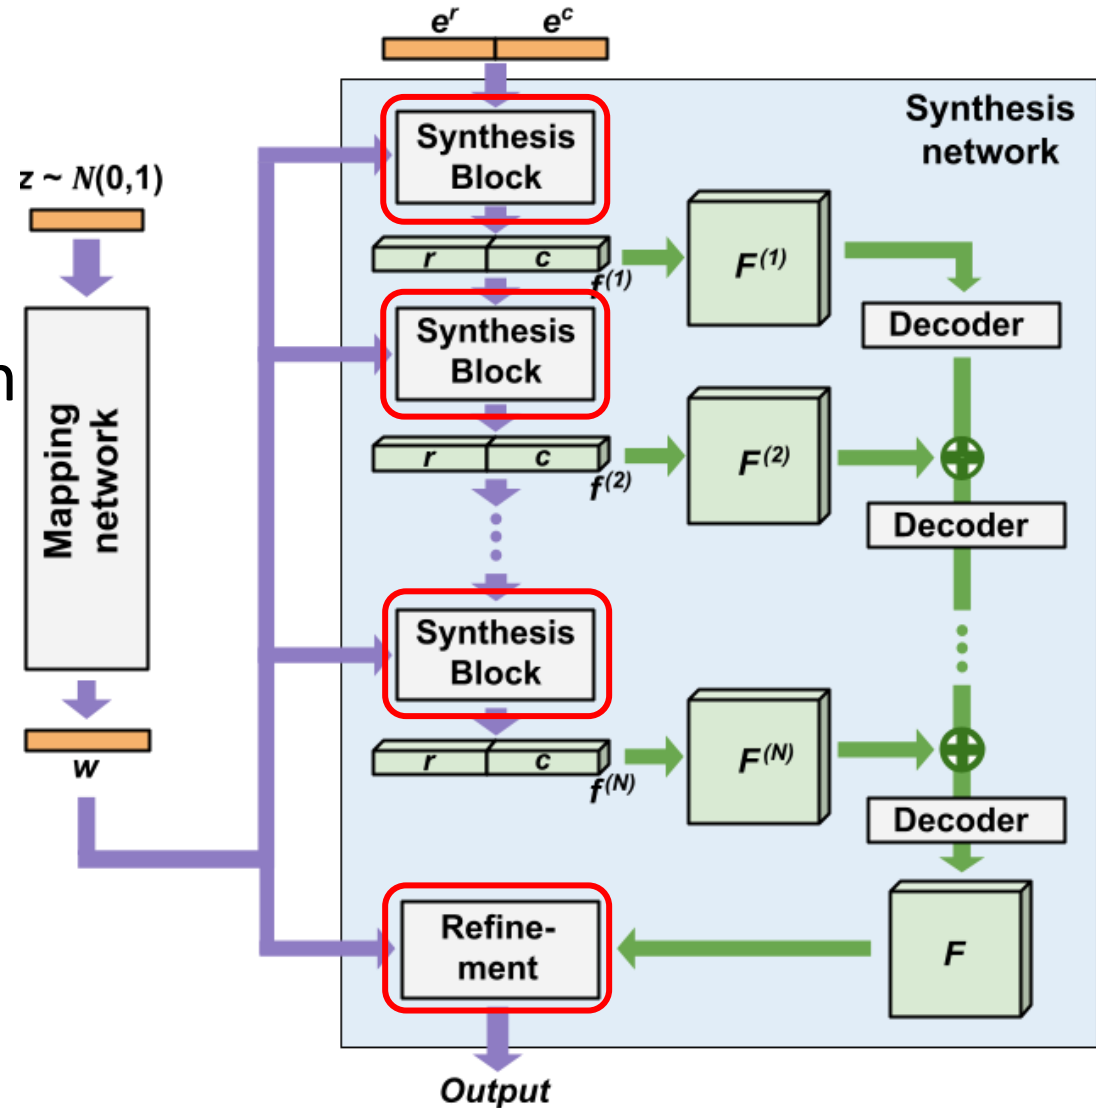 e^r e^c
Synthesis
network
Synthesis
Block
z ~ N(0,1)
r c
f^(1)
F^(1)
Decoder
Synthesis
Block
n
Mapping
network
r c
f^(2)
F^(2)
Decoder
Synthesis
Block
w
r c
f^(N)
F^(N)
Decoder
Refine-
ment
F
Output